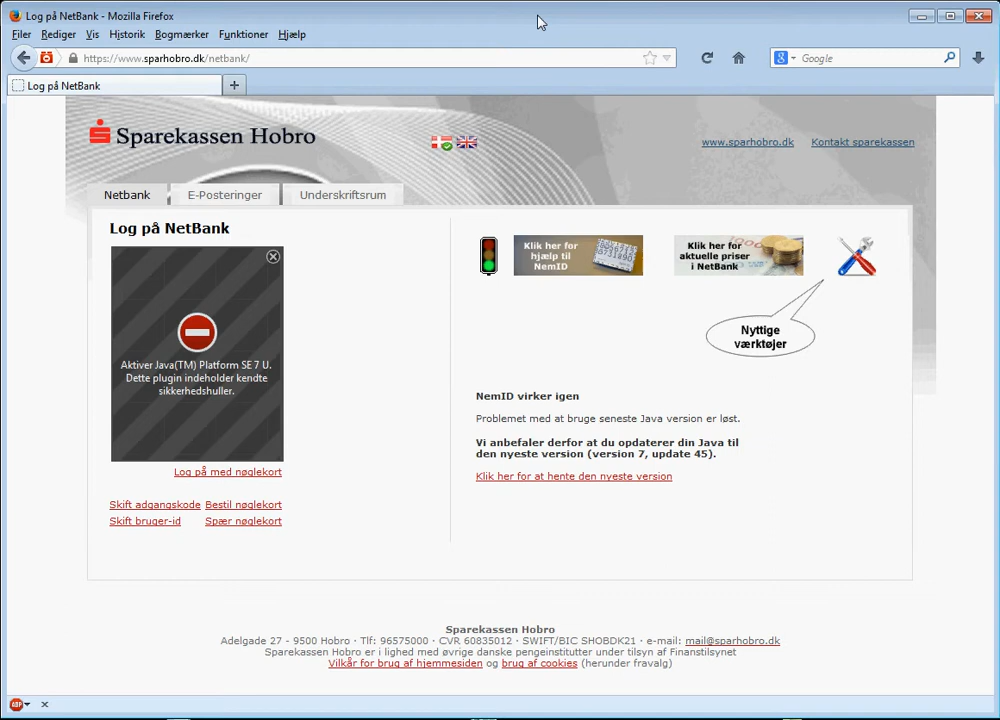 Log på NetBank - Mozilla Firefox
Filer Rediger Vis Historik Bogmærker Funktioner Hjælp
https://www.sparhobro.dk/netbank/
Google
Log på NetBank
Sparekassen Hobro
www.sparhobro.dk Kontakt sparekassen
Netbank E-Posteringer Underskriftsrum
Log på NetBank
Aktiver Java(TM) Platform SE 7 U.
Dette plugin indeholder kendte
sikkerhedshuller.
Log på med nøglekort
Skift adgangskode Bestil nøglekort
Skift bruger-id Spær nøglekort
Klik her for
hjælp til
NemID
Klik her for
aktuelle priser
i NetBank
Nyttige
værktøjer
NemID virker igen
Problemet med at bruge seneste Java version er løst.
Vi anbefaler derfor at du opdaterer din Java til
den nyeste version (version 7, update 45).
Klik her for at hente den nyeste version
Sparekassen Hobro
Adelgade 27 - 9500 Hobro · Tlf: 96575000 · CVR 60835012 · SWIFT/BIC SHOBDK21 · e-mail: mail@sparhobro.dk
Sparekassen Hobro er i lighed med øvrige danske pengeinstitutter under tilsyn af Finanstilsynet
Vilkår for brug af hjemmesiden og brug af cookies (herunder fravalg)
ABP